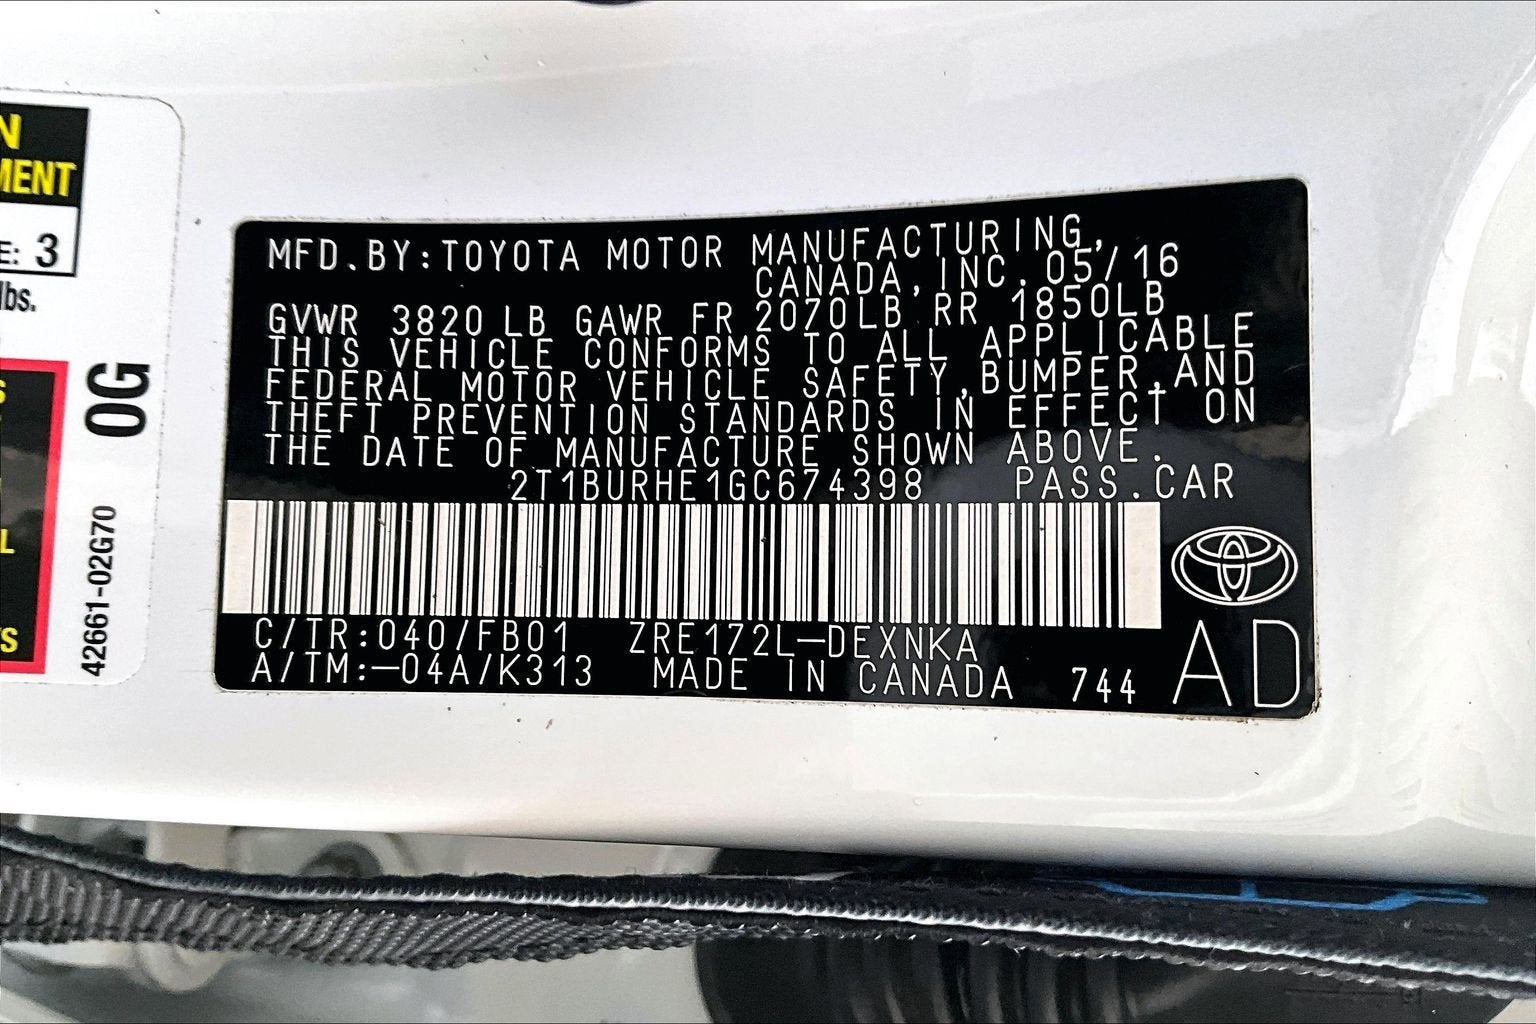 N
MENT
E: 3
lbs.
0G
S
L
S
42661-02G70
MFD.BY:TOYOTA MOTOR MANUFACTURING,
CANADA,INC. 05/16
GVWR 3820 LB GAWR FR 2070LB RR 1850LB
THIS VEHICLE CONFORMS TO ALL APPLICABLE
FEDERAL MOTOR VEHICLE SAFETY,BUMPER,AND
THEFT PREVENTION STANDARDS IN EFFECT ON
THE DATE OF MANUFACTURE SHOWN ABOVE.
2T1BURHE1GC674398 PASS.CAR
C/TR:040/FB01 ZRE172L-DEXNKA
A/TM:-04A/K313 MADE IN CANADA 744 AD